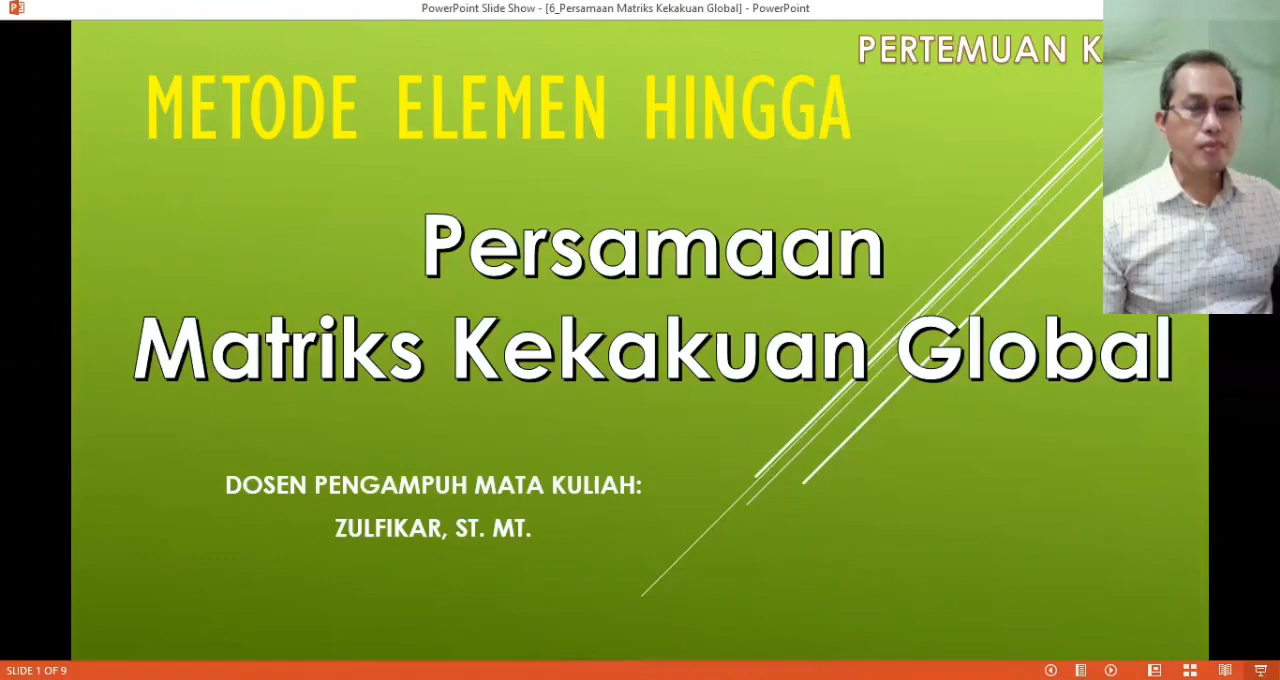 PowerPoint Slide Show - [6_Persamaan Matriks Kekakuan Global] - PowerPoint
PERTEMUAN
METODE ELEMEN HINGGA
Persamaan
Matriks Kekakuan Global
DOSEN PENGAMPUH MATA KULIAH:
ZULFIKAR, ST. MT.
SLIDE 1 OF 9